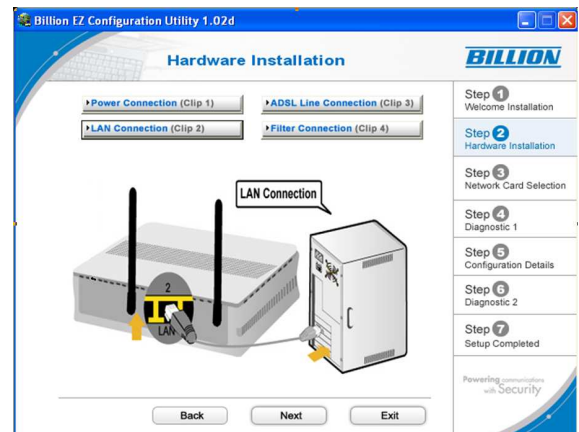 Billion EZ Configuration Utility 1.02d
Hardware Installation
BILLION
Power Connection (Clip 1)
ADSL Line Connection (Clip 3)
LAN Connection (Clip 2)
Filter Connection (Clip 4)
LAN Connection
2
LAN
Step 1
Welcome Installation
Step 2
Hardware Installation
Step 3
Network Card Selection
Step 4
Diagnostic 1
Step 5
Configuration Details
Step 6
Diagnostic 2
Step 7
Setup Completed
Powering communications
with Security
Back
Next
Exit